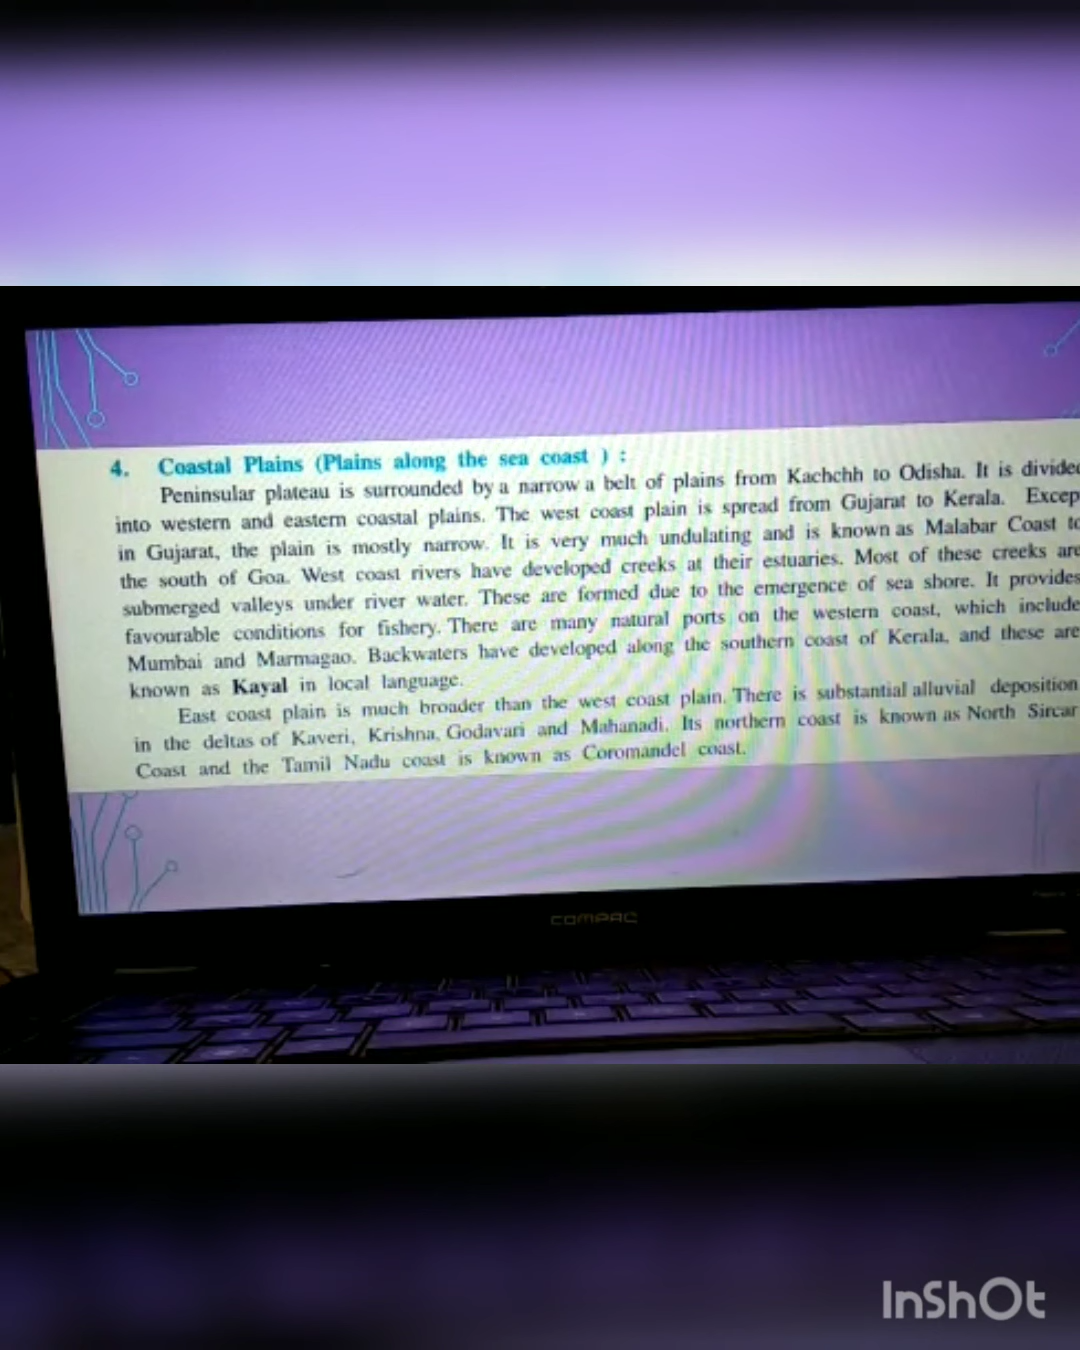 4. Coastal Plains (Plains along the sea coast ) :
Peninsular plateau is surrounded by a narrow a belt of plains from Kachchh to Odisha. It is divided
into western and eastern coastal plains. The west coast plain is spread from Gujarat to Kerala. Excep
in Gujarat, the plain is mostly narrow. It is very much undulating and is known as Malabar Coast to
the south of Goa. West coast rivers have developed creeks at their estuaries. Most of these creeks are
submerged valleys under river water. These are formed due to the emergence of sea shore. It provides
favourable conditions for fishery. There are many natural ports on the western coast, which include
Mumbai and Marmagao. Backwaters have developed along the southern coast of Kerala, and these are
known as Kayal in local language.
East coast plain is much broader than the west coast plain. There is substantial alluvial deposition
in the deltas of Kaveri, Krishna, Godavari and Mahanadi. Its northern coast is known as North Sircar
Coast and the Tamil Nadu coast is known as Coromandel coast.
COMPAQ
InShOt